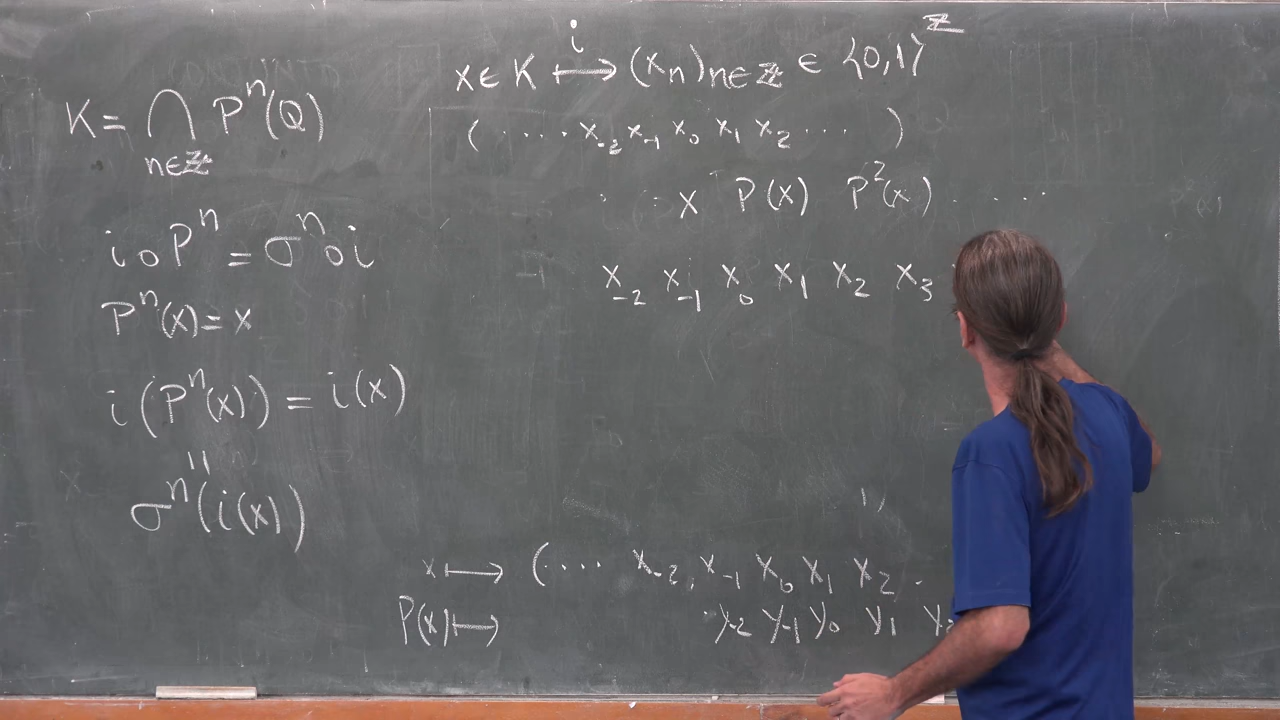 K = ⋂ Pⁿ(Q)
n∈ℤ
i∘Pⁿ = σⁿ∘i
Pⁿ(x) = x
i(Pⁿ(x)) = i(x)
"
σⁿ(i(x))
x∈K ↦ (xₙ)n∈ℤ ∈ {0,1}^ℤ
i
( ····· x₋₂ x₋₁ x₀ x₁ x₂ ··· )
x P(x) P²(x) ·····
x₋₂ x₋₁ x₀ x₁ x₂ x₃
x ⟼ (···· x₋₂, x₋₁ x₀ x₁ x₂ ·
P(x) ⟼ y₋₂ y₋₁ y₀ y₁